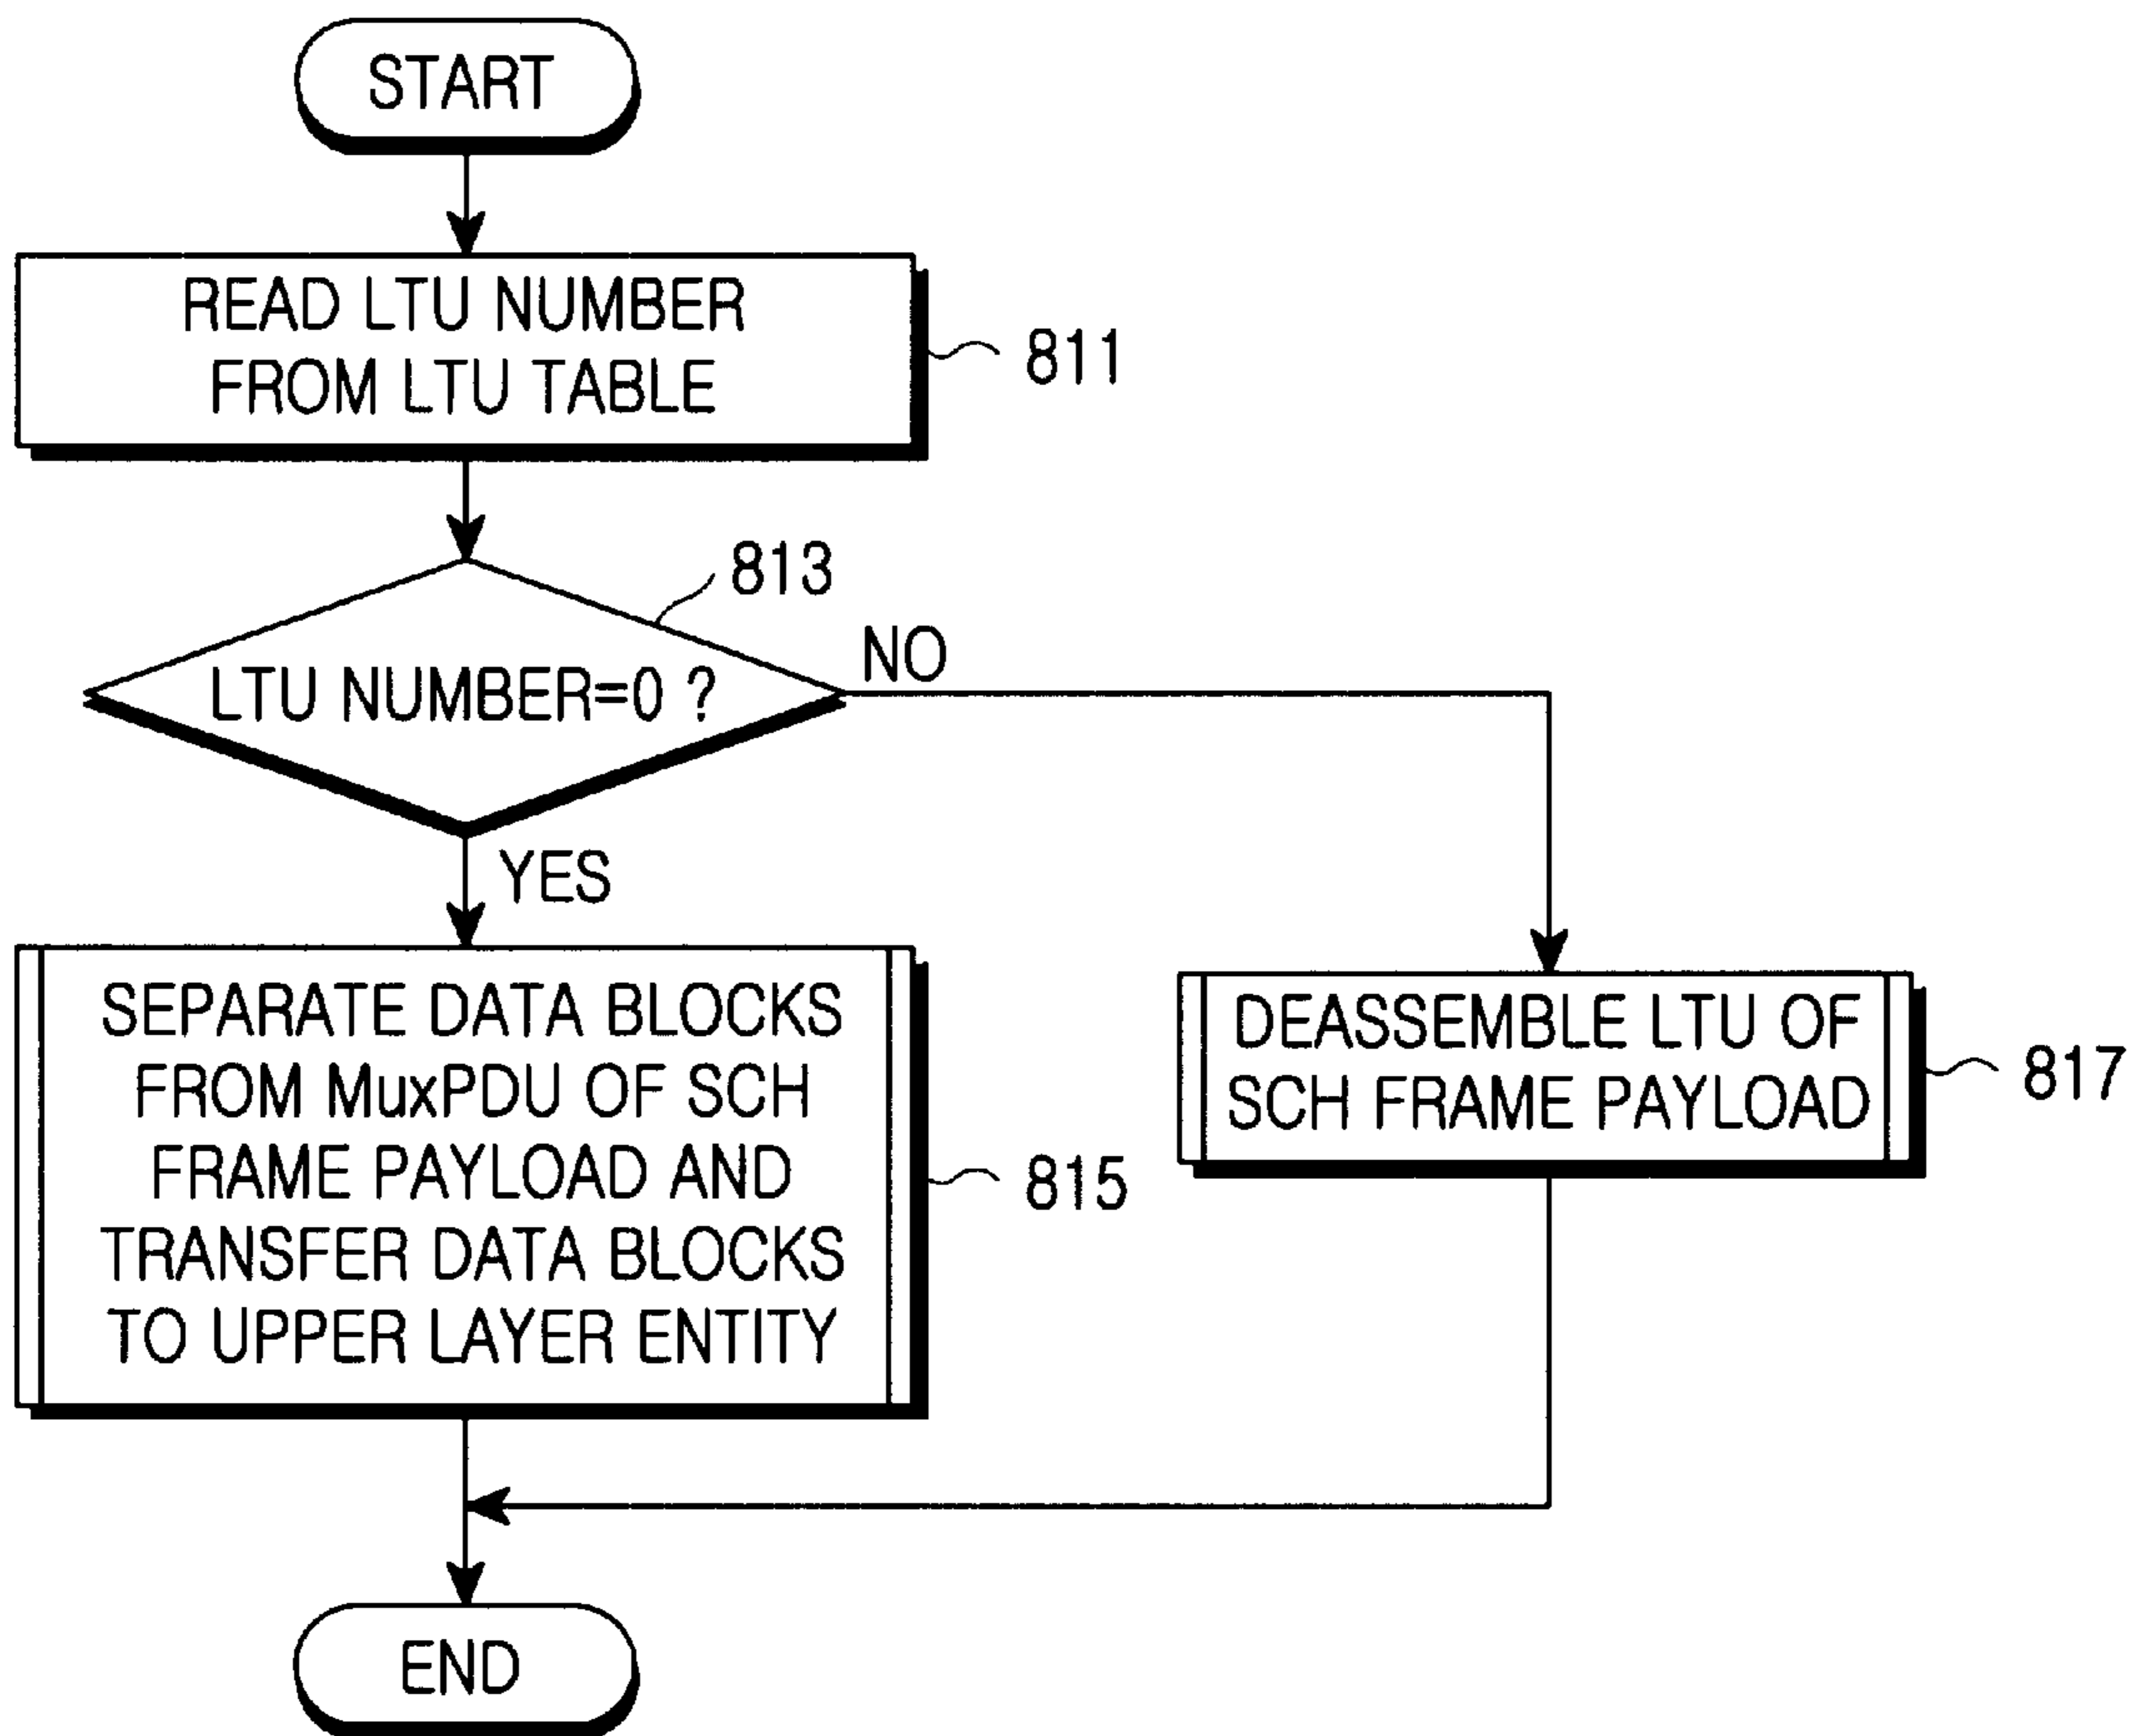 START
READ LTU NUMBER
FROM LTU TABLE
811
813
LTU NUMBER=0 ?
NO
YES
SEPARATE DATA BLOCKS
FROM MuxPDU OF SCH
FRAME PAYLOAD AND
TRANSFER DATA BLOCKS
TO UPPER LAYER ENTITY
815
DEASSEMBLE LTU OF
SCH FRAME PAYLOAD
817
END